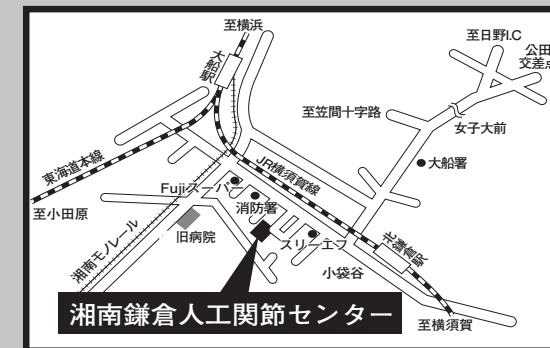 至横浜
至日野I.C
公田
交差点
大船駅
至笠間十字路
女子大前
大船署
東海道本線
JR横須賀線
Fujiスーパー
消防署
至小田原
旧病院
スリーエフ
北鎌倉駅
湘南モノレール
小袋谷
湘南鎌倉人工関節センター
至横須賀